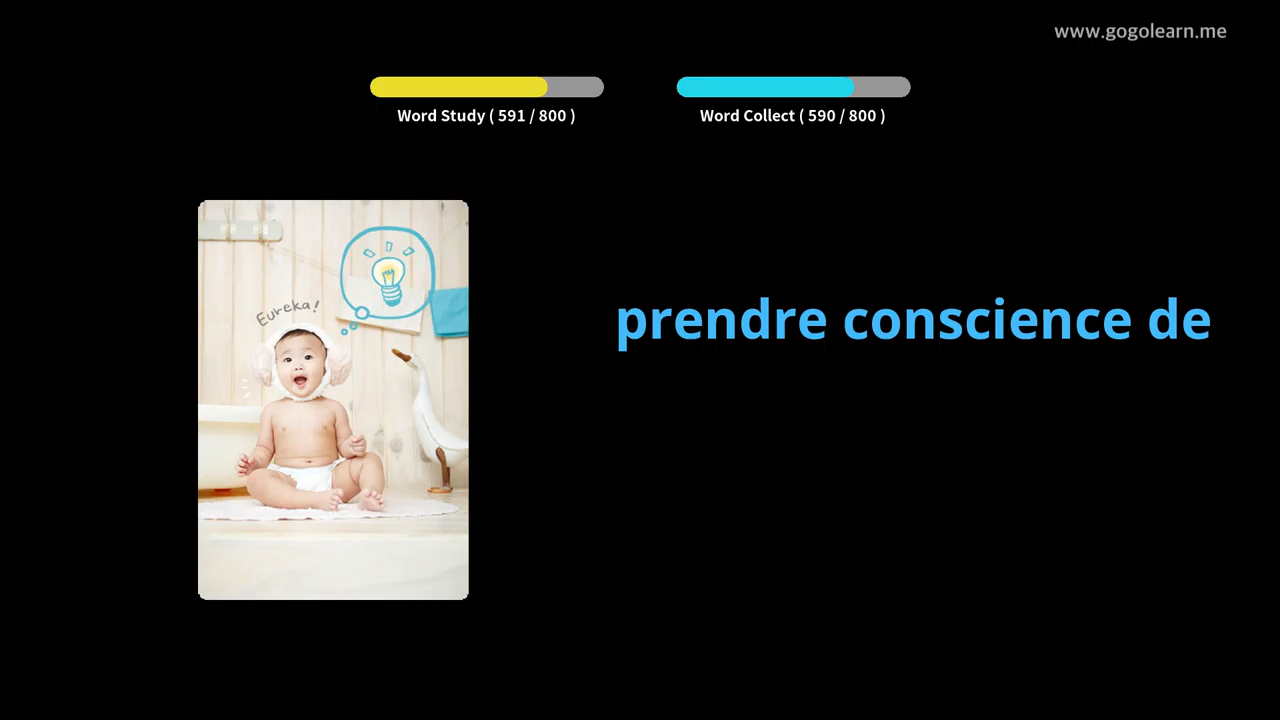 www.gogolearn.me
Word Study ( 591 / 800 )
Word Collect ( 590 / 800 )
Eureka!
prendre conscience de